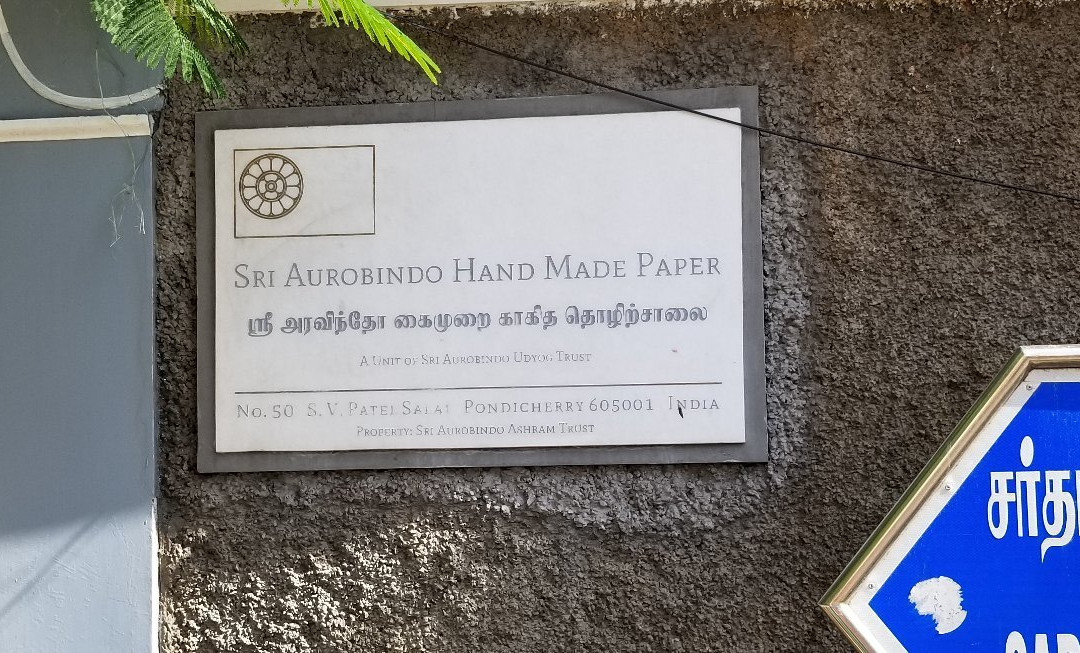 SRI AUROBINDO HAND MADE PAPER
ஸ்ரீ அரவிந்தோ கைமுறை காகித தொழிற்சாலை
A UNIT OF SRI AUROBINDO UDYOG TRUST
NO. 50 S.V. PATEL SALAI PONDICHERRY 605001 INDIA
PROPERTY: SRI AUROBINDO ASHRAM TRUST